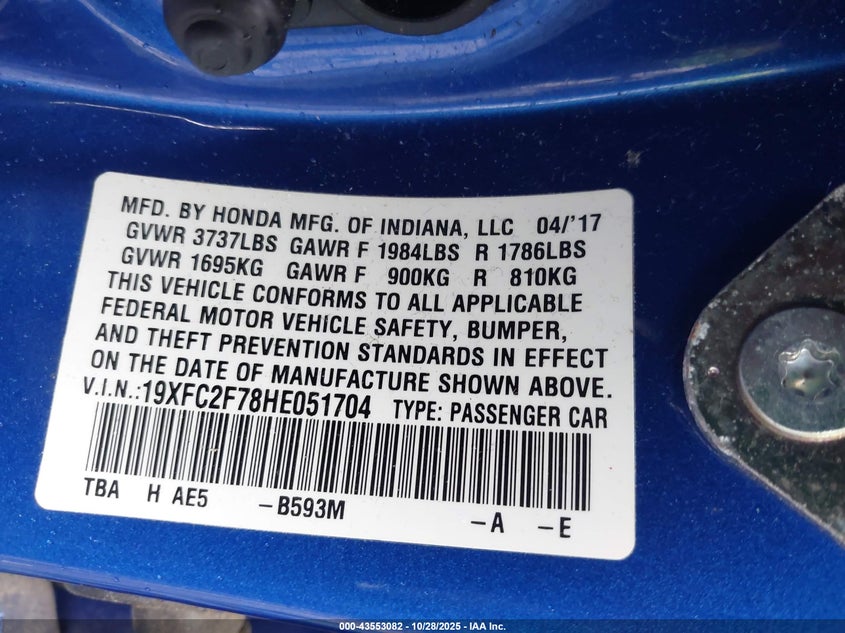 MFD. BY HONDA MFG. OF INDIANA, LLC 04/'17
GVWR 3737LBS GAWR F 1984LBS R 1786LBS
GVWR 1695KG GAWR F 900KG R 810KG
THIS VEHICLE CONFORMS TO ALL APPLICABLE
FEDERAL MOTOR VEHICLE SAFETY, BUMPER,
AND THEFT PREVENTION STANDARDS IN EFFECT
ON THE DATE OF MANUFACTURE SHOWN ABOVE.
V.I.N.:19XFC2F78HE051704 TYPE: PASSENGER CAR
TBA H AE5 -B593M -A -E
000-43553082 | 10/28/2025 - IAA Inc.